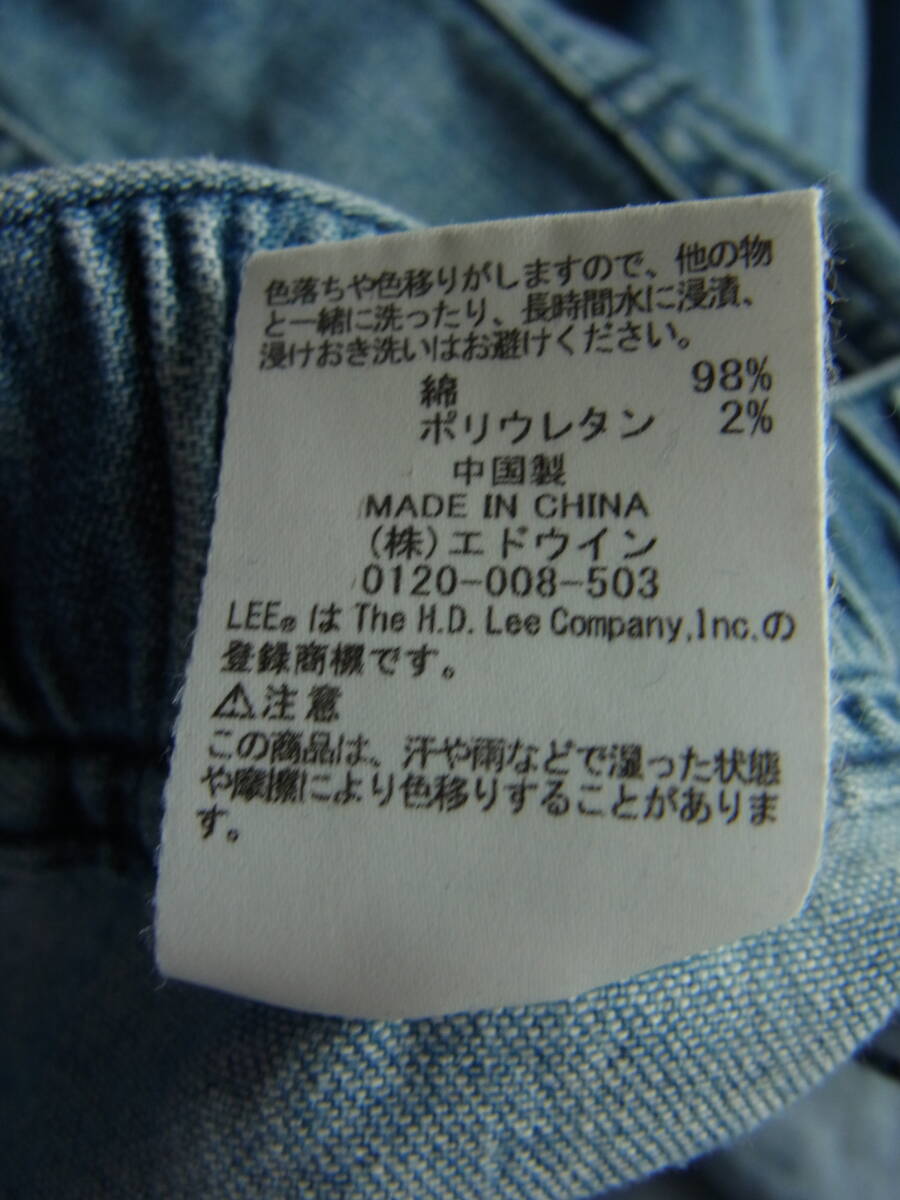 色落ちや色移りがしますので、他の物
と一緒に洗ったり、長時間水に浸漬、
浸けおき洗いはお避けください。
綿 98%
ポリウレタン 2%
中国製
MADE IN CHINA
(株)エドウイン
0120-008-503
LEE®は The H.D. Lee Company,Inc.の
登録商標です。
⚠注意
この商品は、汗や雨などで湿った状態
や摩擦により色移りすることがありま
す。